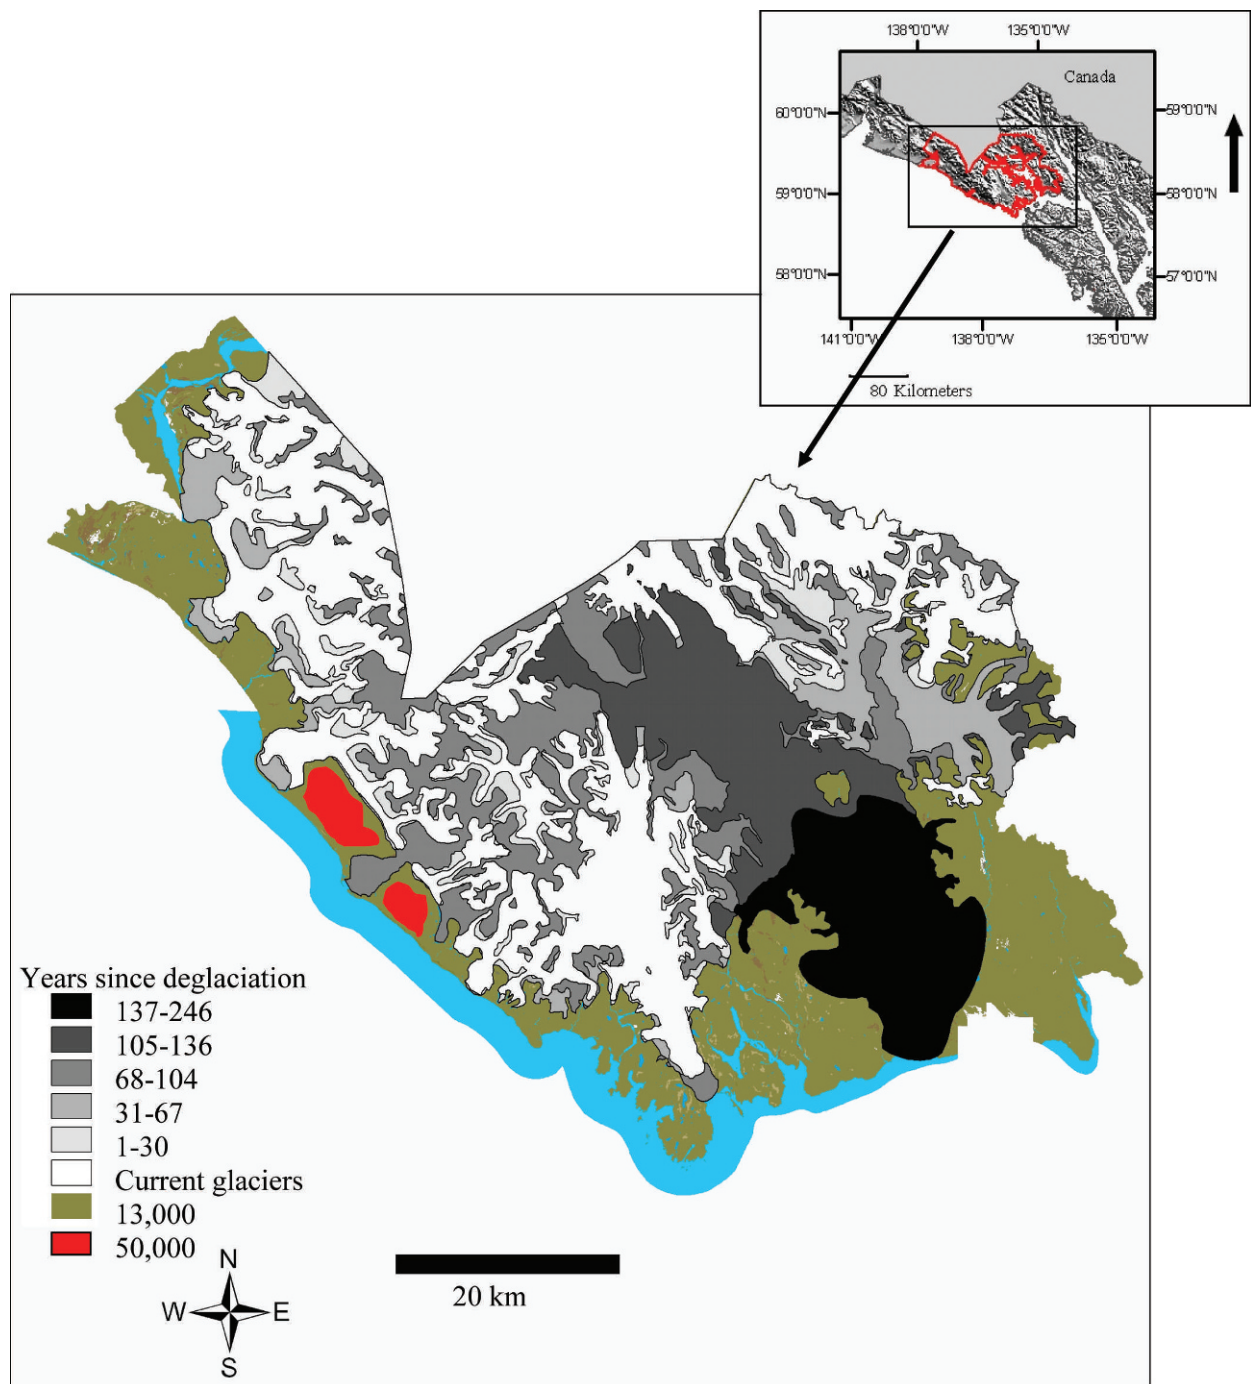 138°0'0"W 135°0'0"W
Canada
60°0'0"N
59°0'0"N
59°0'0"N
58°0'0"N
58°0'0"N
57°0'0"N
141°0'0"W 138°0'0"W 135°0'0"W
80 Kilometers
Years since deglaciation
137-246
105-136
68-104
31-67
1-30
Current glaciers
13,000
50,000
N
W E
S
20 km